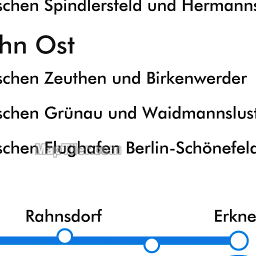 schen Spindlersfeld und Hermanns
hn Ost
schen Zeuthen und Birkenwerder
schen Grünau und Waidmannslust
schen Flughafen Berlin-Schönefeld
Rahnsdorf Erkne